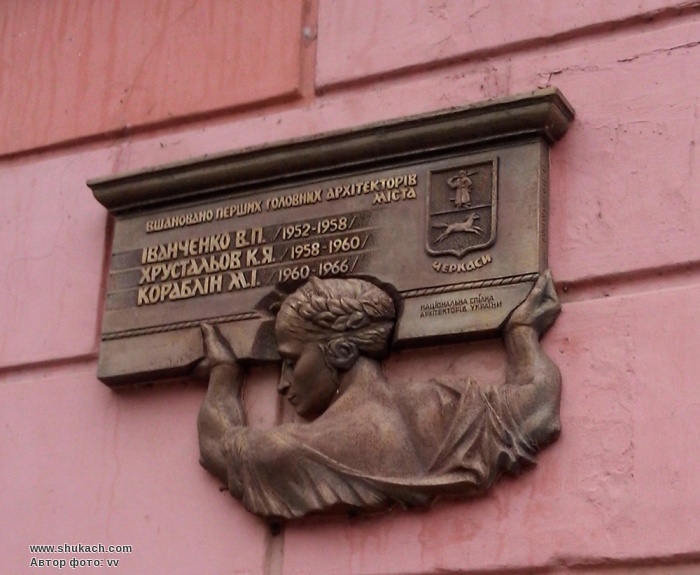 ВШАНОВАНО ПЕРШИХ ГОЛОВНИХ АРХІТЕКТОРІВ
МІСТА
ІВАНЧЕНКО В.П. /1952-1958/
ХРУСТАЛЬОВ К.Я. /1958-1960/
КОРАБЛІН М.І. /1960-1966/
ЧЕРКАСИ
НАЦІОНАЛЬНА СПІЛКА
АРХІТЕКТОРІВ УКРАЇНИ
www.shukach.com
Автор фото: vv